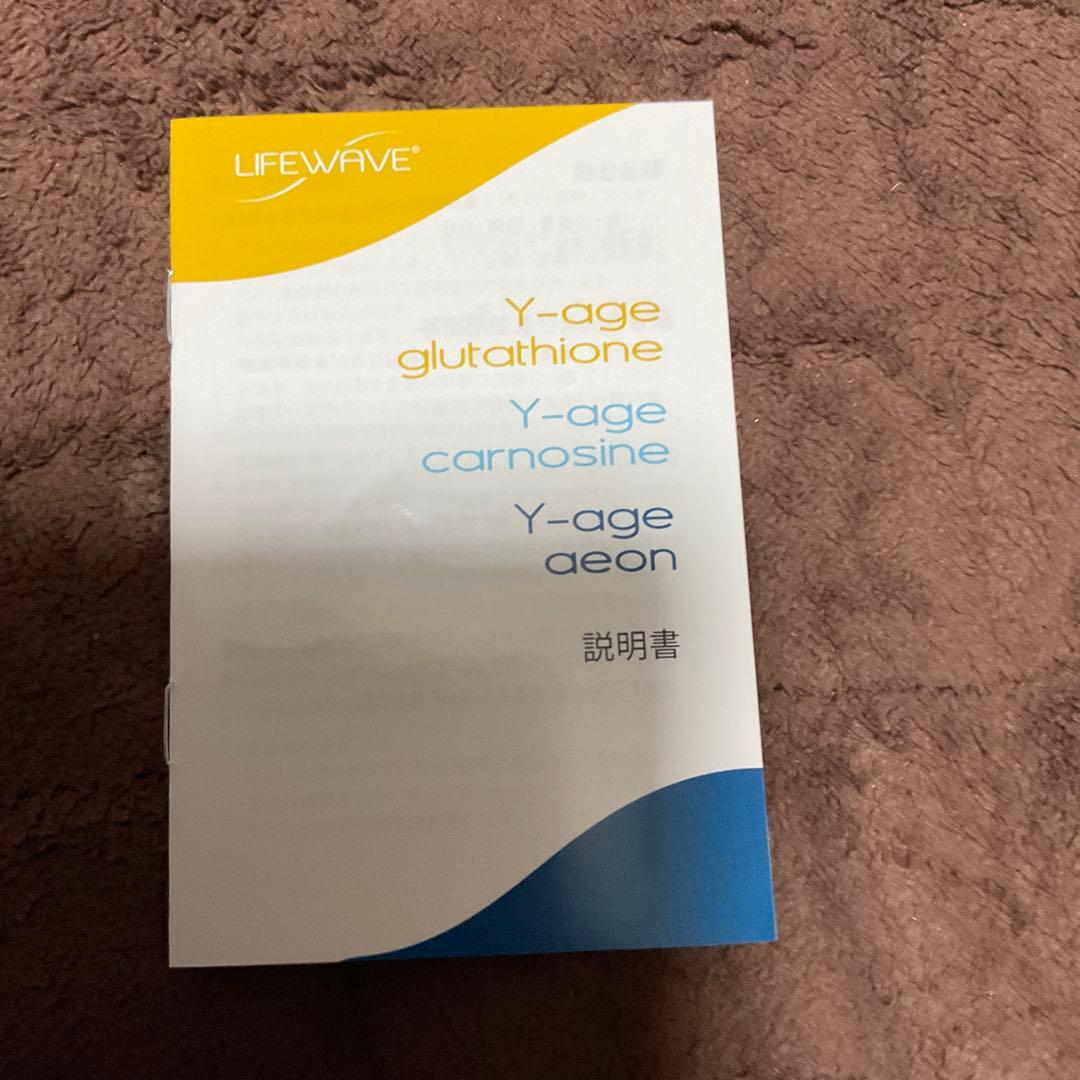 LIFEWAVE®
Y-age
glutathione
Y-age
carnosine
Y-age
aeon
説明書